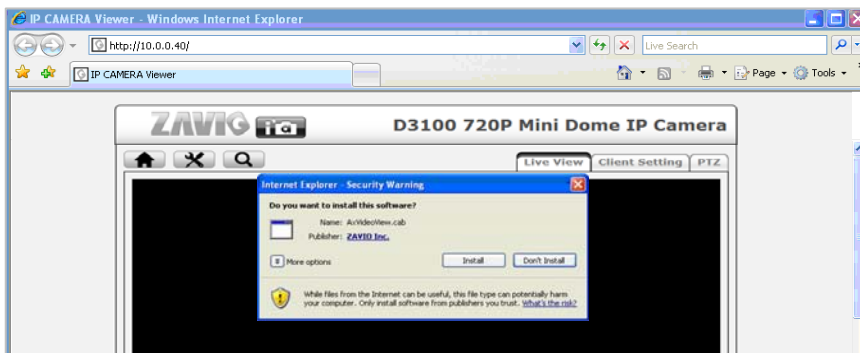 IP CAMERA Viewer - Windows Internet Explorer
http://10.0.0.40/
Live Search
IP CAMERA Viewer
Page
Tools
ZAVIO
D3100 720P Mini Dome IP Camera
Live View
Client Setting
PTZ
Internet Explorer - Security Warning
Do you want to install this software?
Name: AxVideoView.cab
Publisher: ZAVIO Inc.
More options
Install
Don't Install
While files from the Internet can be useful, this file type can potentially harm
your computer. Only install software from publishers you trust. What's the risk?